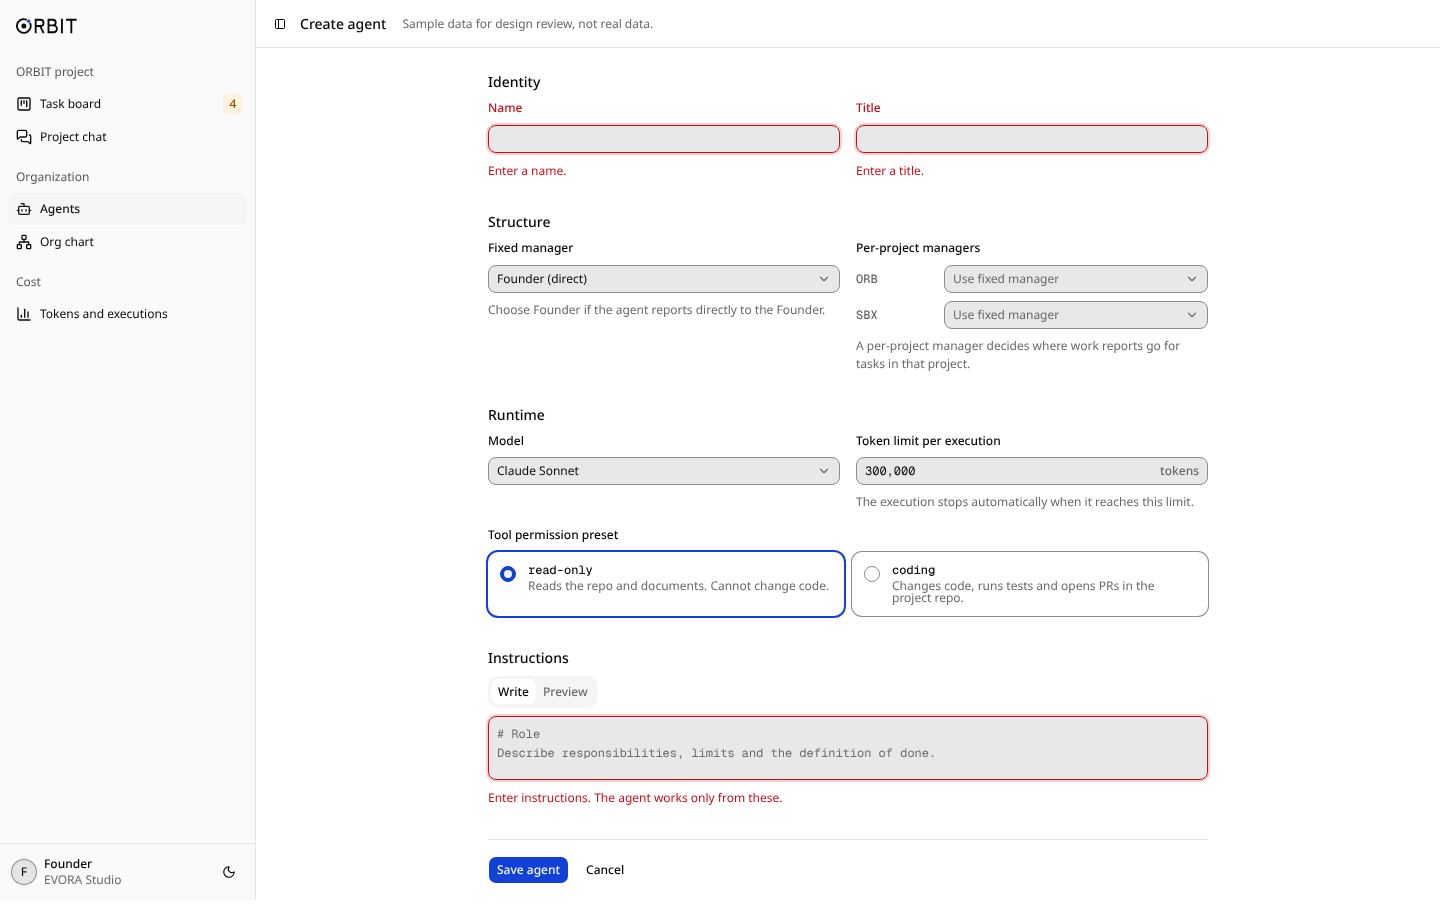 ORBIT
ORBIT project
Task board
4
Project chat
Organization
Agents
Org chart
Cost
Tokens and executions
F
Founder
EVORA Studio
Create agent
Sample data for design review, not real data.
Identity
Name
Title
Enter a name.
Enter a title.
Structure
Fixed manager
Per-project managers
Founder (direct)
ORB
Use fixed manager
Choose Founder if the agent reports directly to the Founder.
SBX
Use fixed manager
A per-project manager decides where work reports go for
tasks in that project.
Runtime
Model
Token limit per execution
Claude Sonnet
300,000
tokens
The execution stops automatically when it reaches this limit.
Tool permission preset
read-only
Reads the repo and documents. Cannot change code.
coding
Changes code, runs tests and opens PRs in the
project repo.
Instructions
Write
Preview
# Role
Describe responsibilities, limits and the definition of done.
Enter instructions. The agent works only from these.
Save agent
Cancel